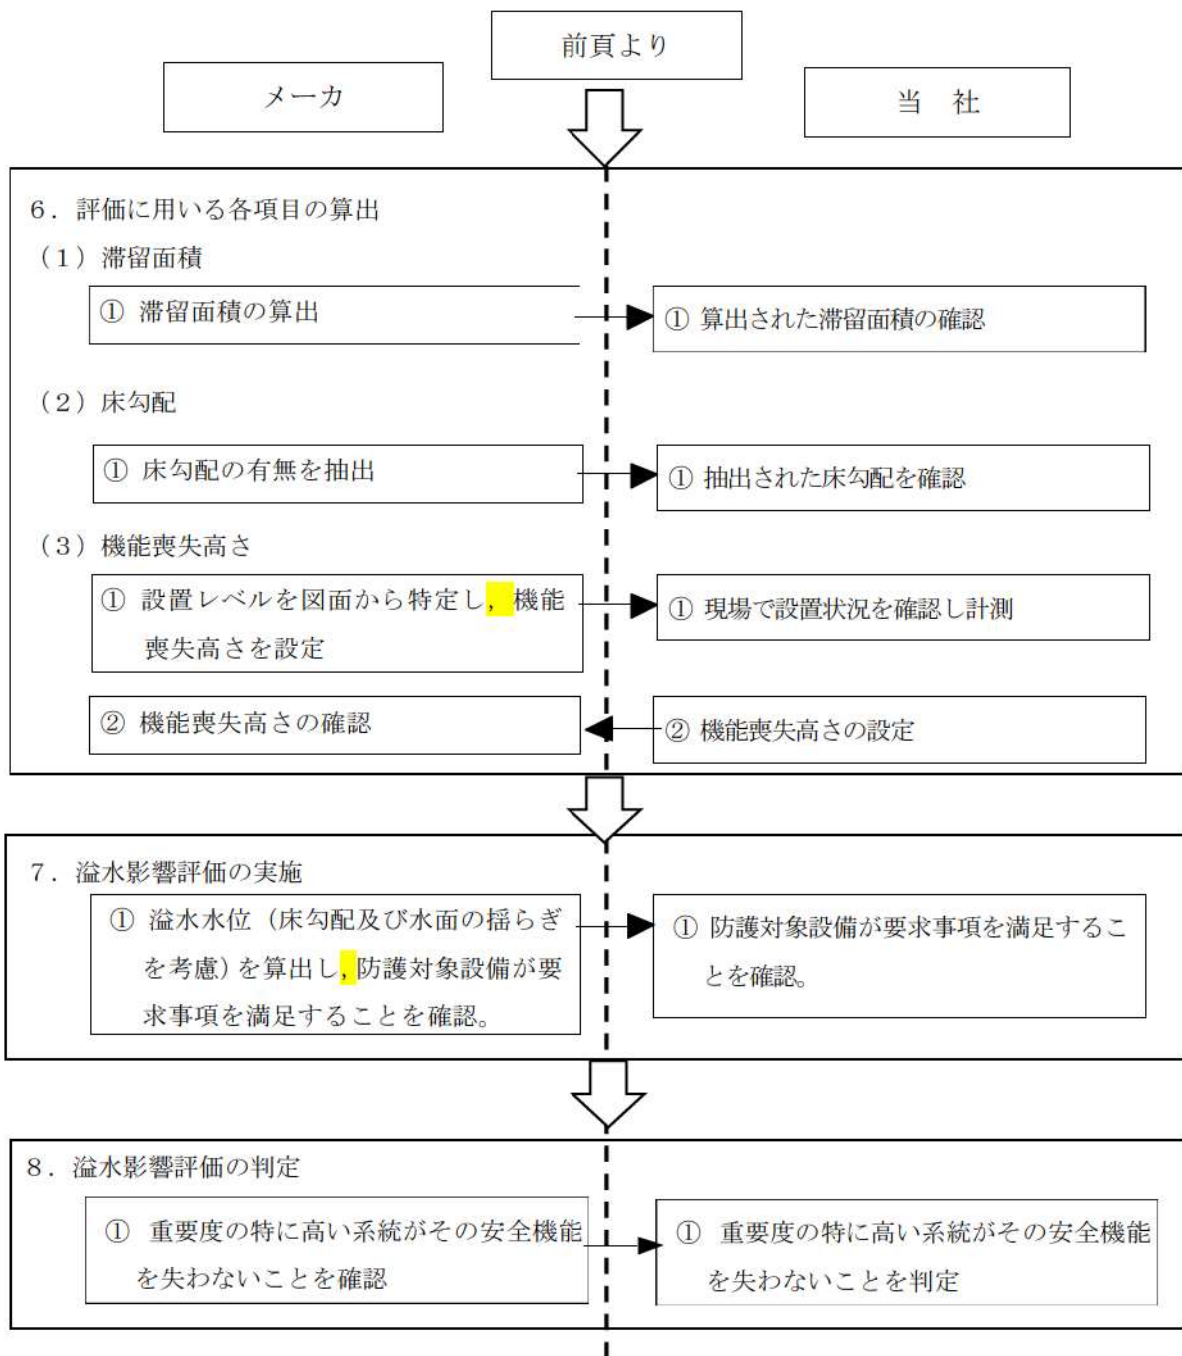 前頁より
メーカ
当　社
６．評価に用いる各項目の算出
（１）滞留面積
① 滞留面積の算出
① 算出された滞留面積の確認
（２）床勾配
① 床勾配の有無を抽出
① 抽出された床勾配を確認
（３）機能喪失高さ
① 設置レベルを図面から特定し，機能
喪失高さを設定
① 現場で設置状況を確認し計測
② 機能喪失高さの確認
② 機能喪失高さの設定
７．溢水影響評価の実施
① 溢水水位（床勾配及び水面の揺らぎ
を考慮）を算出し，防護対象設備が要
求事項を満足することを確認。
① 防護対象設備が要求事項を満足するこ
とを確認。
８．溢水影響評価の判定
① 重要度の特に高い系統がその安全機能
を失わないことを確認
① 重要度の特に高い系統がその安全機能
を失わないことを判定